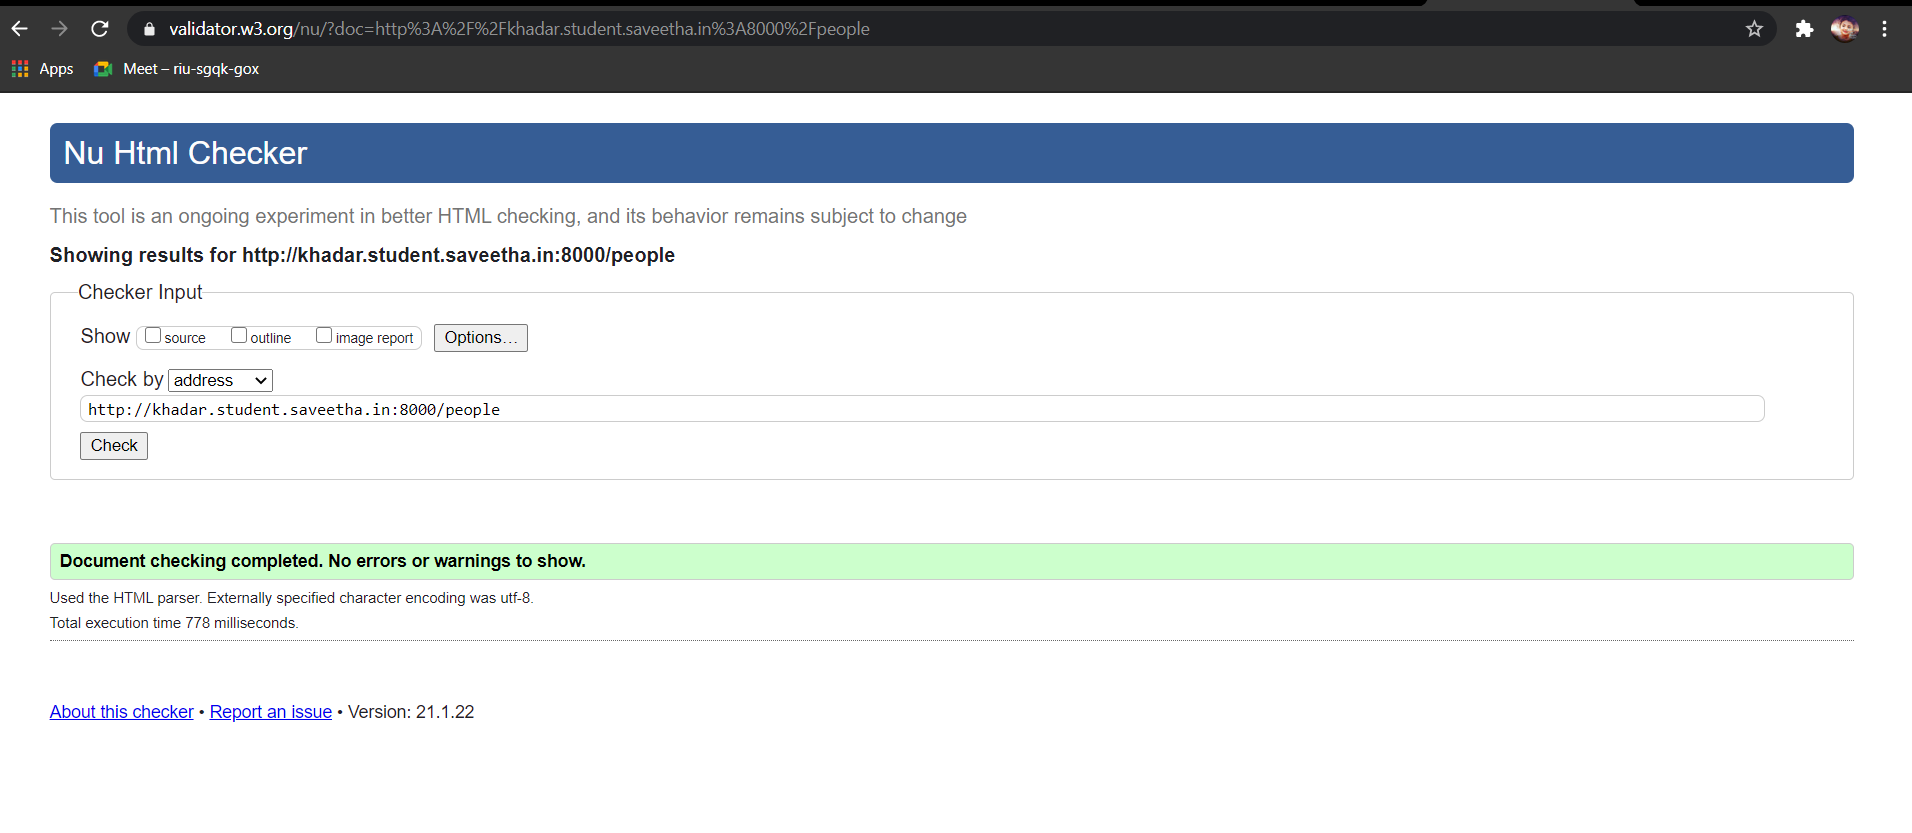 validator.w3.org/nu/?doc=http%3A%2F%2Fkhadar.student.saveetha.in%3A8000%2Fpeople
Apps Meet – riu-sgqk-gox
Nu Html Checker
This tool is an ongoing experiment in better HTML checking, and its behavior remains subject to change
Showing results for http://khadar.student.saveetha.in:8000/people
Checker Input
Show source outline image report Options...
Check by address
http://khadar.student.saveetha.in:8000/people
Check
Document checking completed. No errors or warnings to show.
Used the HTML parser. Externally specified character encoding was utf-8.
Total execution time 778 milliseconds.
About this checker • Report an issue • Version: 21.1.22